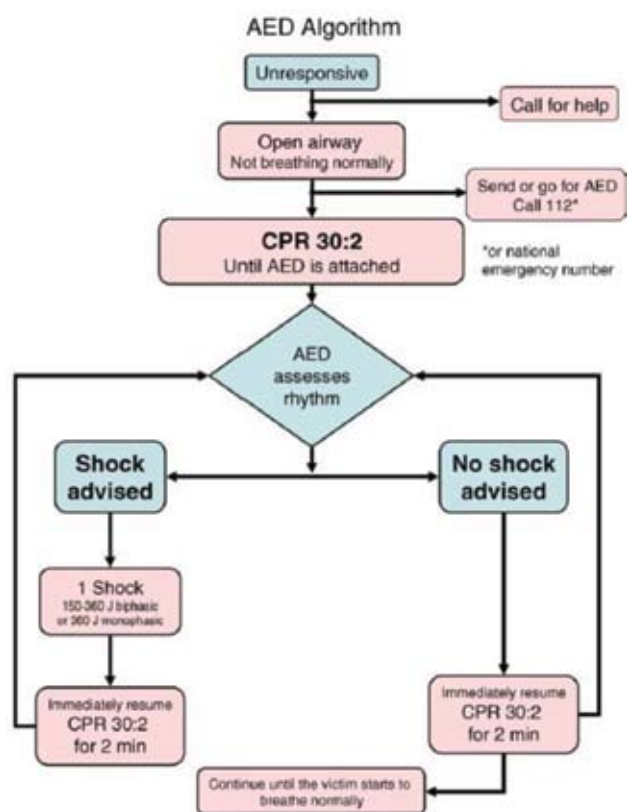 AED Algorithm
Unresponsive
Call for help
Open airway
Not breathing normally
Send or go for AED
Call 112*
CPR 30:2
Until AED is attached
*or national
emergency number
AED
assesses
rhythm
Shock
advised
No shock
advised
1 Shock
150-360 J biphasic
or 360 J monophasic
Immediately resume
CPR 30:2
for 2 min
Immediately resume
CPR 30:2
for 2 min
Continue until the victim starts to
breathe normally